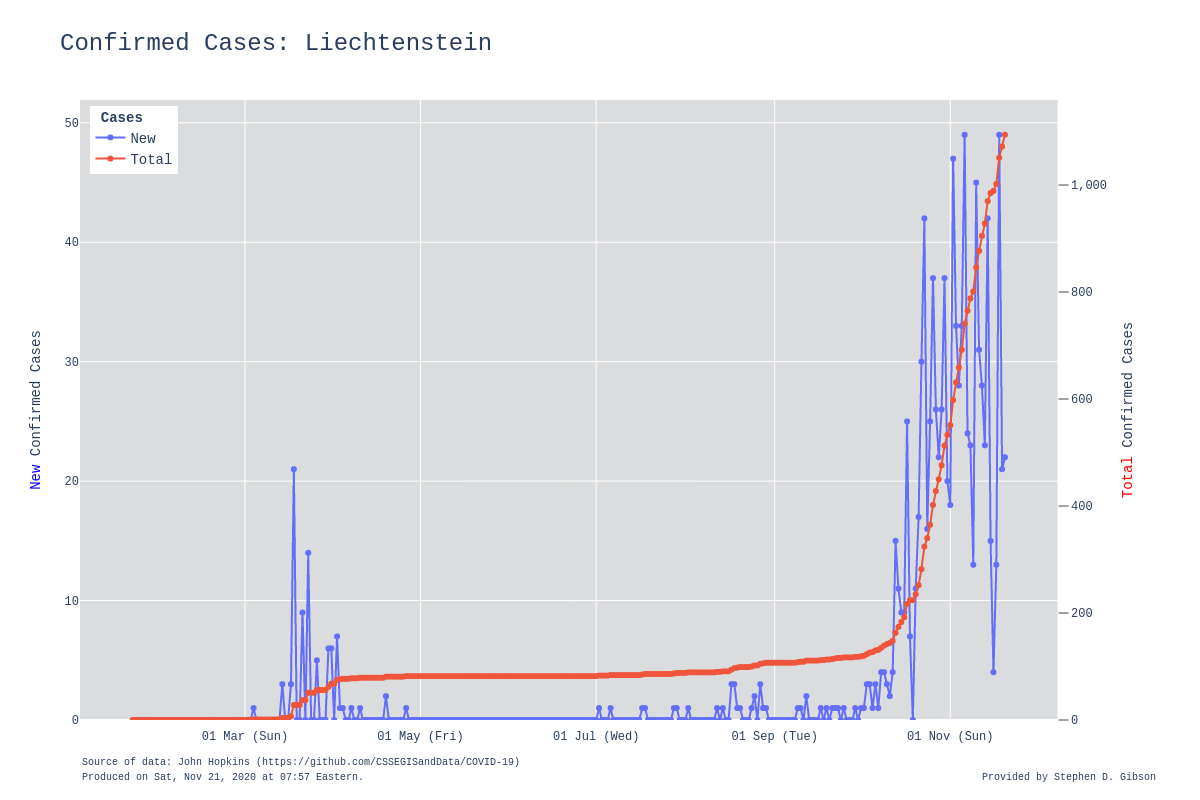 Confirmed Cases: Liechtenstein
Cases
New
Total
50
40
30
20
10
0
1,000
800
600
400
200
0
New Confirmed Cases
Total Confirmed Cases
01 Mar (Sun)
01 May (Fri)
01 Jul (Wed)
01 Sep (Tue)
01 Nov (Sun)
Source of data: John Hopkins (https://github.com/CSSEGISandData/COVID-19)
Produced on Sat, Nov 21, 2020 at 07:57 Eastern.
Provided by Stephen D. Gibson